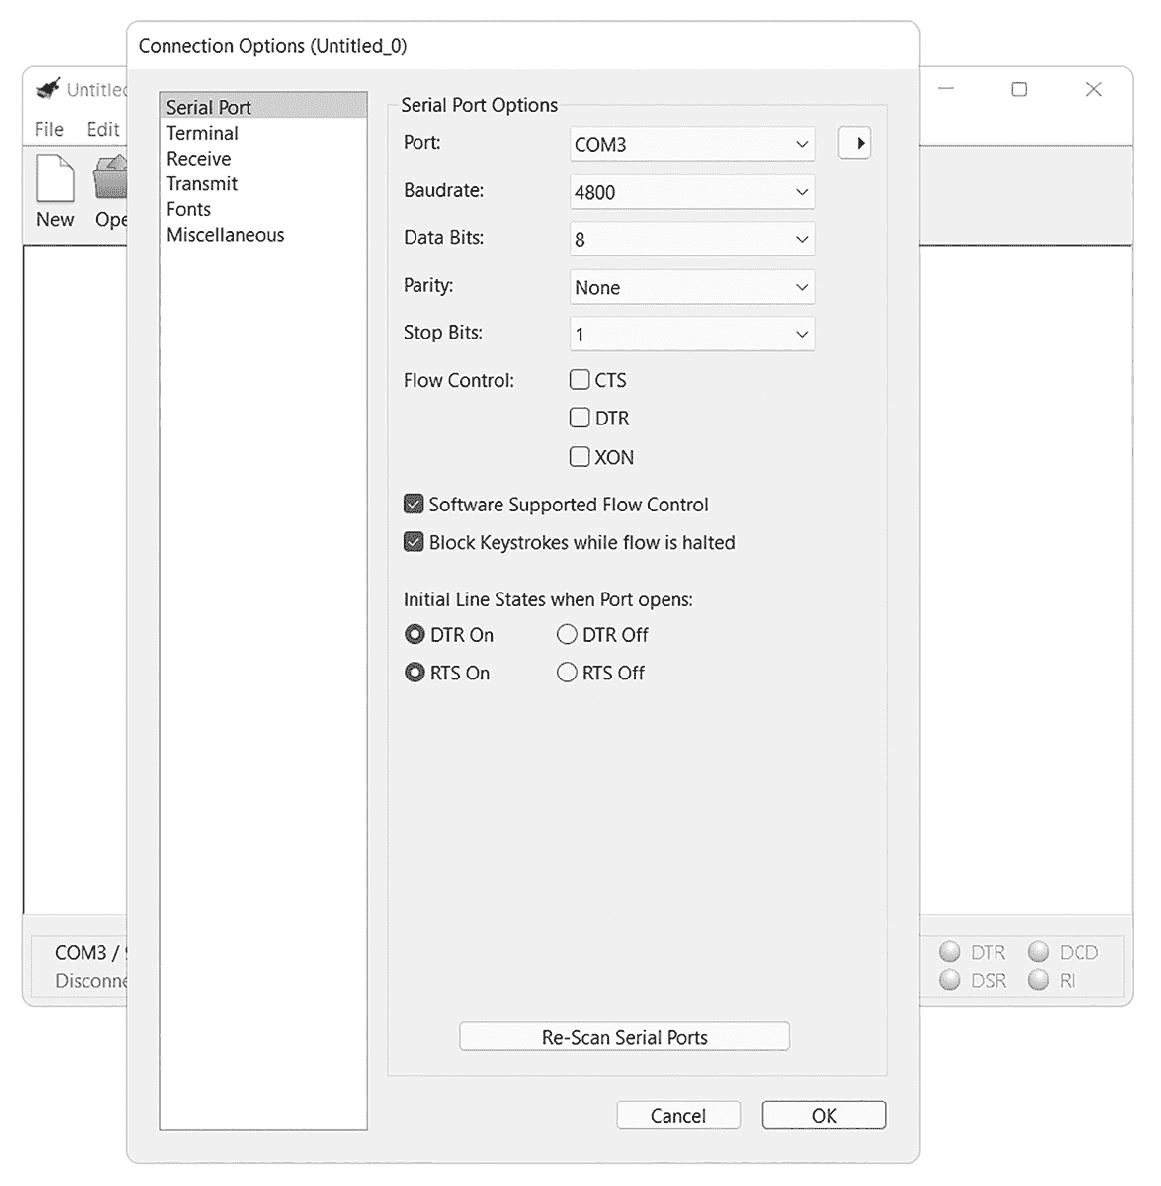 Connection Options (Untitled_0)
Untitled
File Edit
New Ope
Serial Port
Terminal
Receive
Transmit
Fonts
Miscellaneous
Serial Port Options
Port: COM3
Baudrate: 4800
Data Bits: 8
Parity: None
Stop Bits: 1
Flow Control: CTS
DTR
XON
Software Supported Flow Control
Block Keystrokes while flow is halted
Initial Line States when Port opens:
DTR On DTR Off
RTS On RTS Off
COM3 /
Disconne
DTR DCD
DSR RI
Re-Scan Serial Ports
Cancel OK